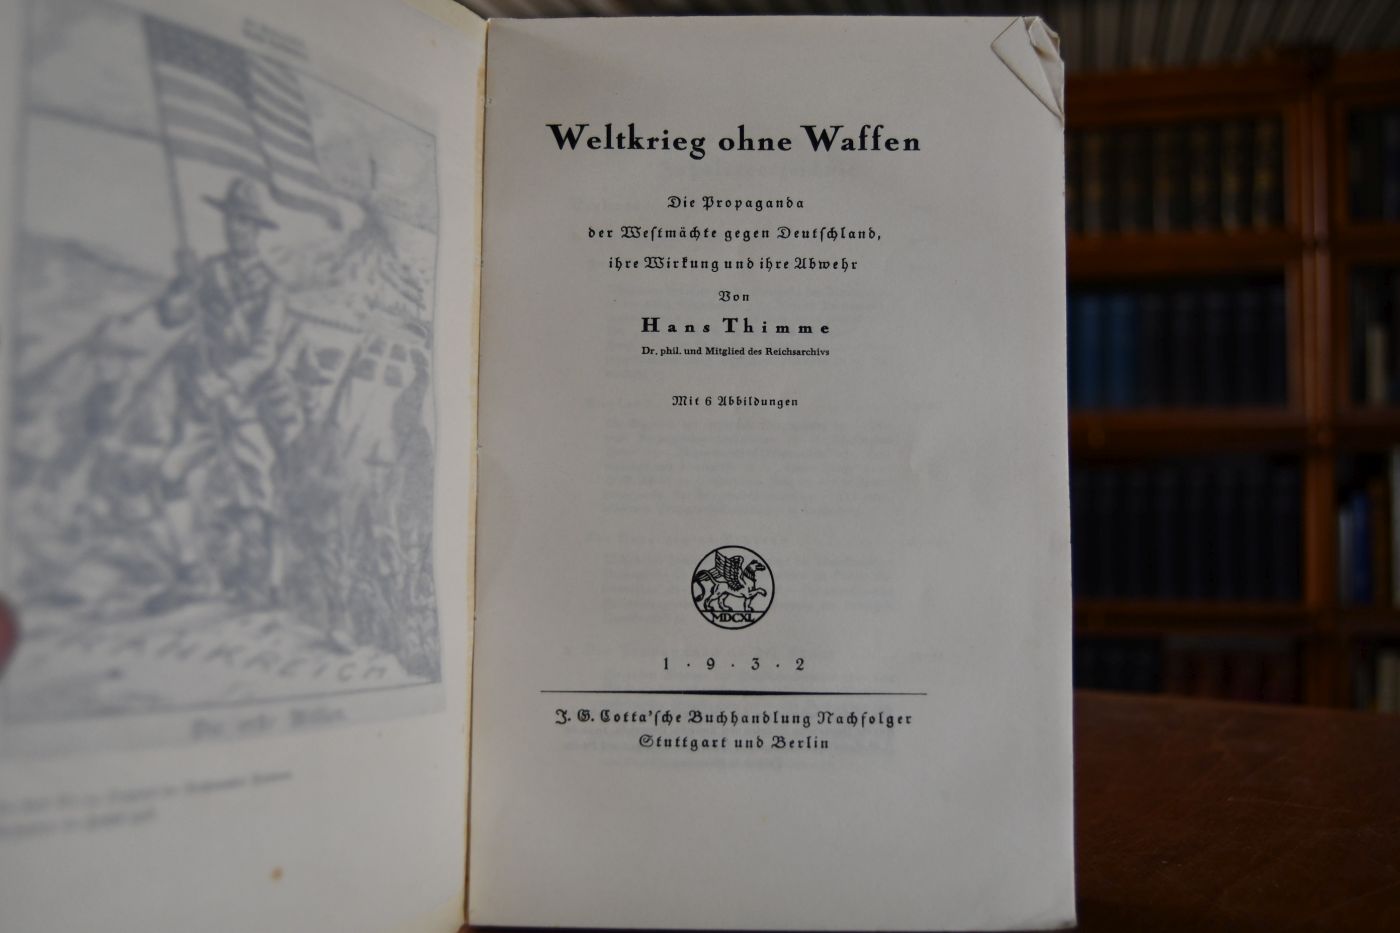 FRANKREICH
Weltkrieg ohne Waffen
Die Propaganda
der Weſtmächte gegen Deutſchland,
ihre Wirkung und ihre Abwehr
Von
Hans Thimme
Dr. phil. und Mitglied des Reichsarchivs
Mit 6 Abbildungen
MDCXL
1 · 9 · 3 · 2
J. G. Cotta'ſche Buchhandlung Nachfolger
Stuttgart und Berlin